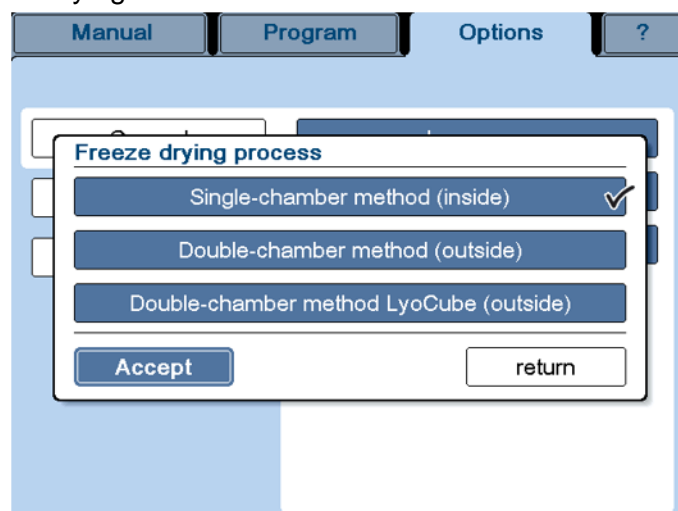 Manual
Program
Options
?
Freeze drying process
Single-chamber method (inside)
Double-chamber method (outside)
Double-chamber method LyoCube (outside)
Accept
return